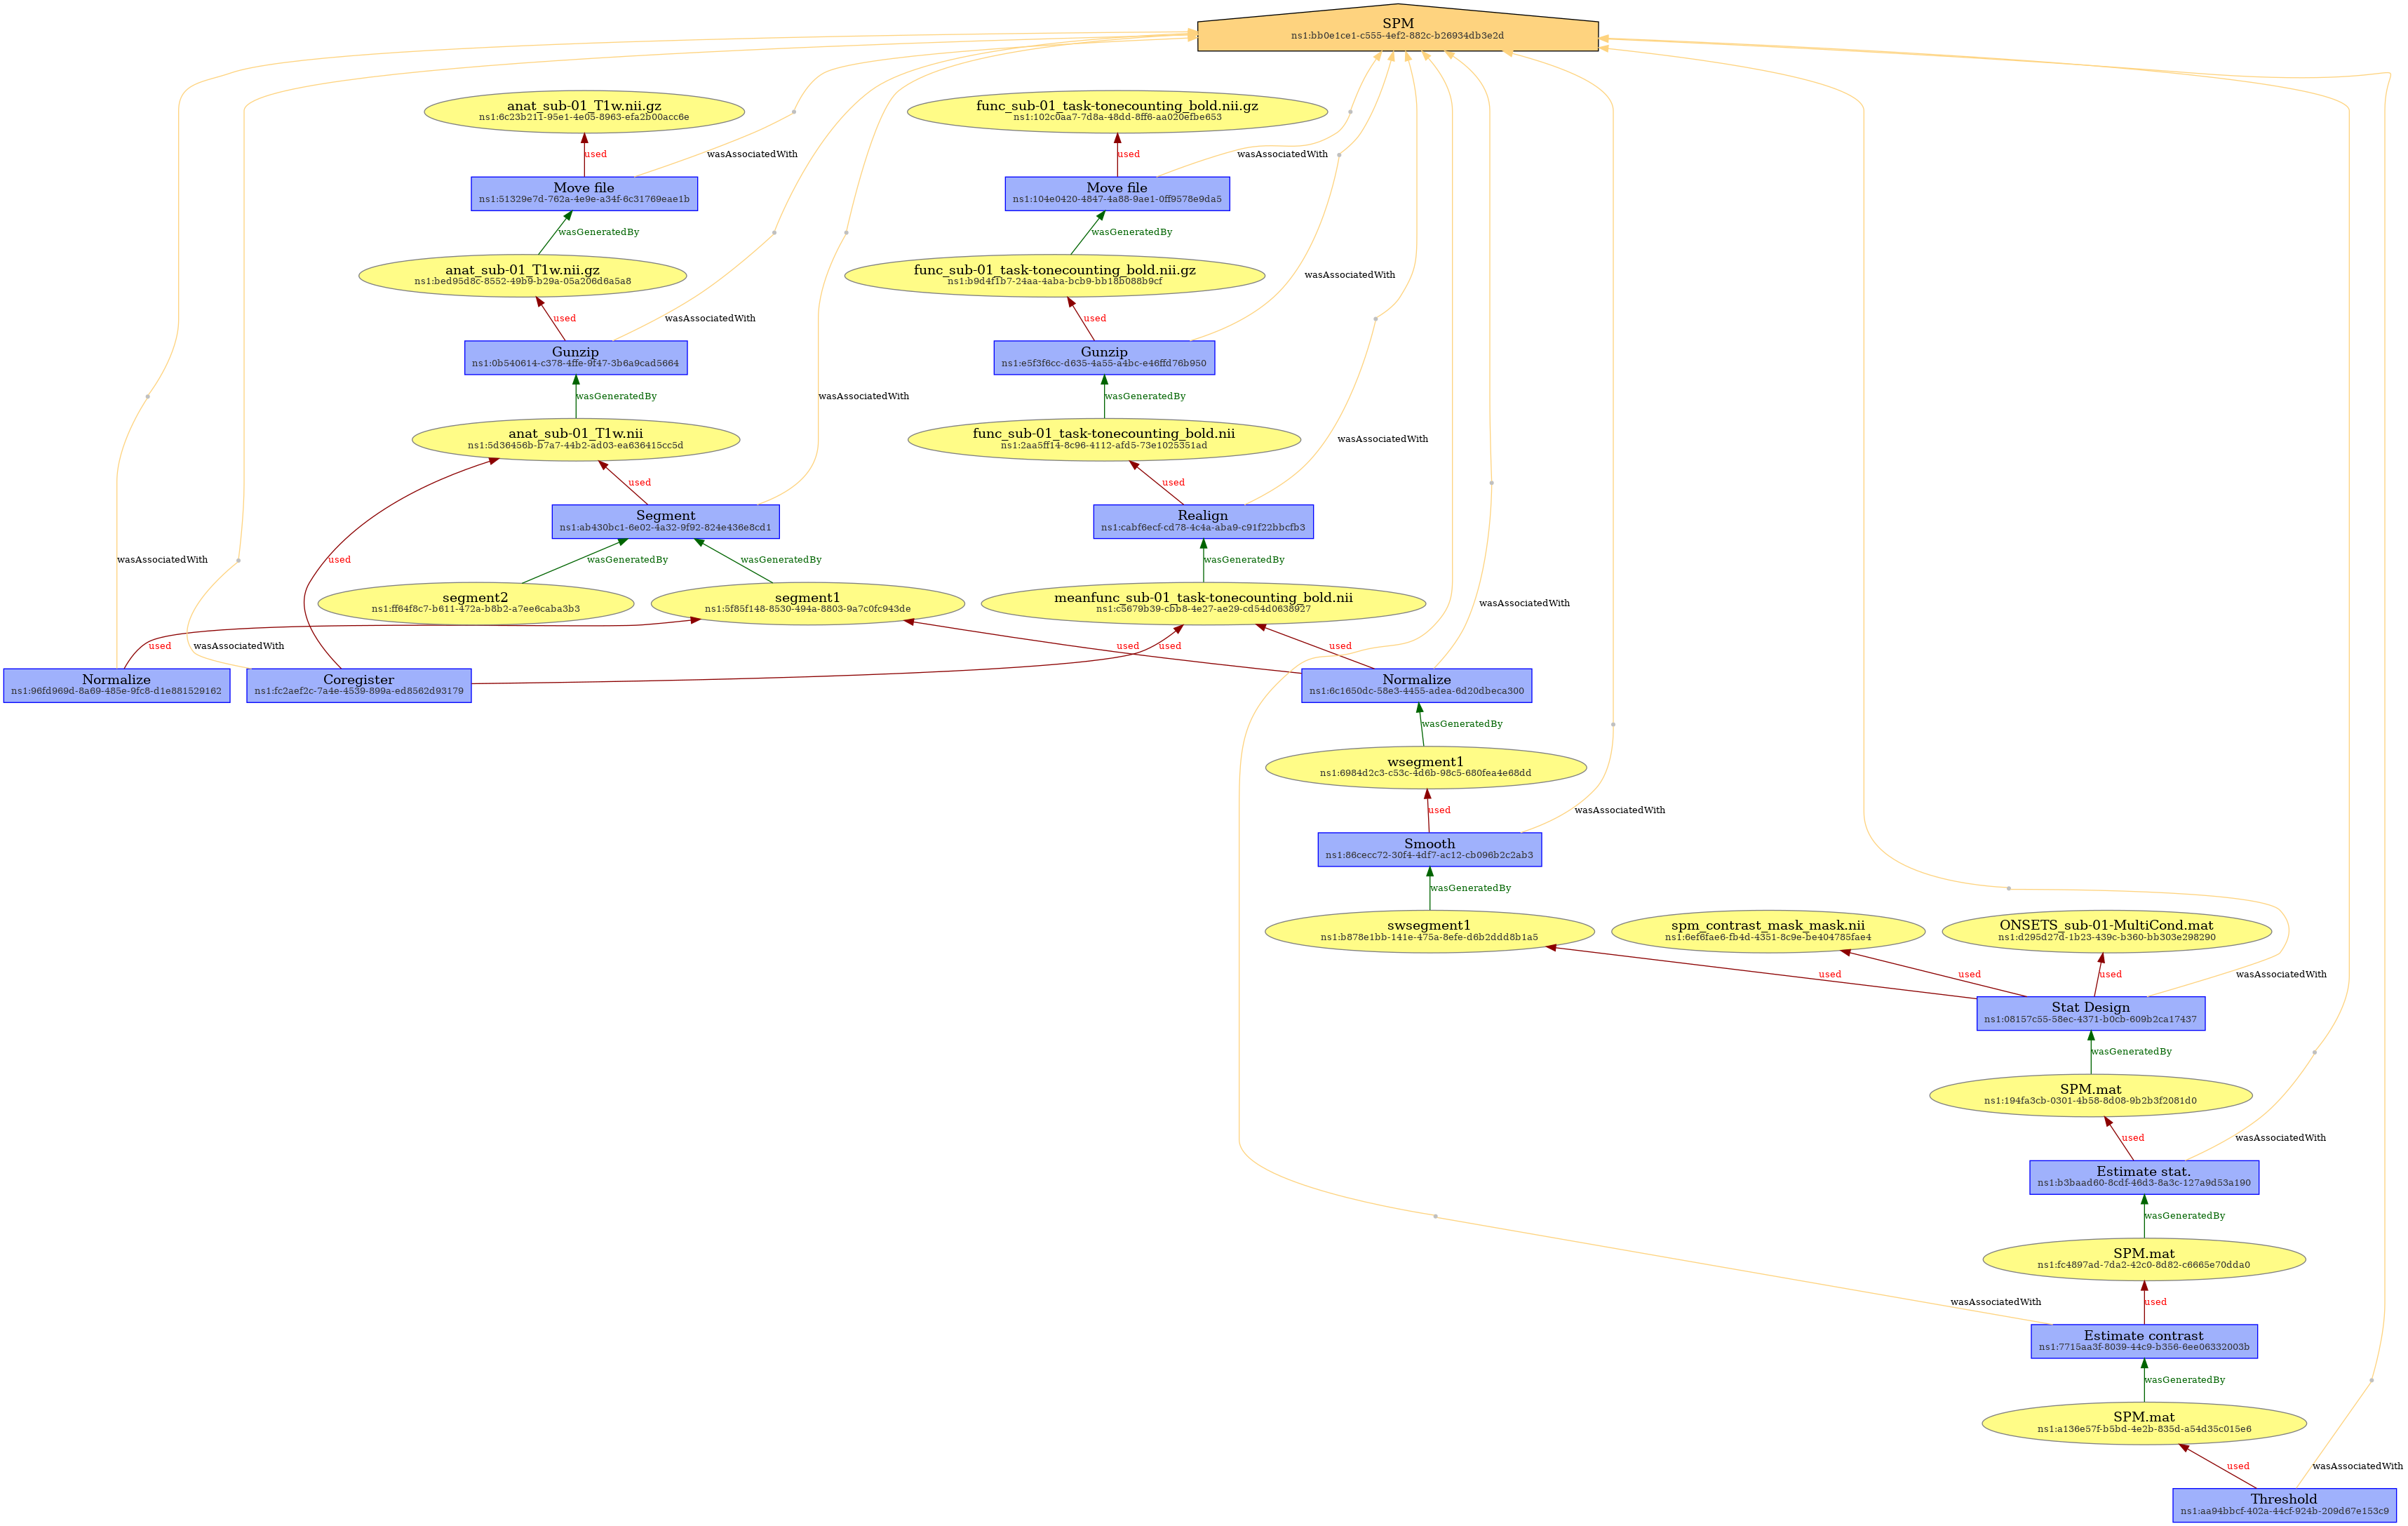 SPM
ns1:bb0e1ce1-c555-4ef2-882c-b26934db3e2d
anat_sub-01_T1w.nii.gz
ns1:6c23b211-95e1-4e05-8963-efa2b00acc6e
func_sub-01_task-tonecounting_bold.nii.gz
ns1:102c0aa7-7d8a-48dd-8ff6-aa020efbe653
used
wasAssociatedWith
used
wasAssociatedWith
Move file
ns1:51329e7d-762a-4e9e-a34f-6c31769eae1b
Move file
ns1:104e0420-4847-4a88-9ae1-0ff9578e9da5
wasGeneratedBy
wasGeneratedBy
anat_sub-01_T1w.nii.gz
ns1:bed95d8c-8552-49b9-b29a-05a206d6a5a8
func_sub-01_task-tonecounting_bold.nii.gz
ns1:b9d4f1b7-24aa-4aba-bcb9-bb18b088b9cf
wasAssociatedWith
used
wasAssociatedWith
used
Gunzip
ns1:0b540614-c378-4ffe-9f47-3b6a9cad5664
Gunzip
ns1:e5f3f6cc-d635-4a55-a4bc-e46ffd76b950
wasGeneratedBy
wasAssociatedWith
wasGeneratedBy
anat_sub-01_T1w.nii
ns1:5d36456b-b7a7-44b2-ad03-ea636415cc5d
func_sub-01_task-tonecounting_bold.nii
ns1:2aa5ff14-8c96-4112-afd5-73e1025351ad
wasAssociatedWith
used
used
Segment
ns1:ab430bc1-6e02-4a32-9f92-824e436e8cd1
Realign
ns1:cabf6ecf-cd78-4c4a-aba9-c91f22bbcfb3
wasAssociatedWith
used
wasGeneratedBy
wasGeneratedBy
wasGeneratedBy
segment2
ns1:ff64f8c7-b611-472a-b8b2-a7ee6caba3b3
segment1
ns1:5f85f148-8530-494a-8803-9a7c0fc943de
meanfunc_sub-01_task-tonecounting_bold.nii
ns1:c5679b39-cbb8-4e27-ae29-cd54d0638927
wasAssociatedWith
used
wasAssociatedWith
used
used
used
Normalize
ns1:96fd969d-8a69-485e-9fc8-d1e881529162
Coregister
ns1:fc2aef2c-7a4e-4539-899a-ed8562d93179
Normalize
ns1:6c1650dc-58e3-4455-adea-6d20dbeca300
wasGeneratedBy
wsegment1
ns1:6984d2c3-c53c-4d6b-98c5-680fea4e68dd
used
wasAssociatedWith
Smooth
ns1:86cecc72-30f4-4df7-ac12-cb096b2c2ab3
wasGeneratedBy
swsegment1
ns1:b878e1bb-141e-475a-8efe-d6b2ddd8b1a5
spm_contrast_mask_mask.nii
ns1:6ef6fae6-fb4d-4351-8c9e-be404785fae4
ONSETS_sub-01-MultiCond.mat
ns1:d295d27d-1b23-439c-b360-bb303e298290
used
used
used
wasAssociatedWith
Stat Design
ns1:08157c55-58ec-4371-b0cb-609b2ca17437
wasGeneratedBy
SPM.mat
ns1:194fa3cb-0301-4b58-8d08-9b2b3f2081d0
used
wasAssociatedWith
Estimate stat.
ns1:b3baad60-8cdf-46d3-8a3c-127a9d53a190
wasGeneratedBy
SPM.mat
ns1:fc4897ad-7da2-42c0-8d82-c6665e70dda0
wasAssociatedWith
used
Estimate contrast
ns1:7715aa3f-8039-44c9-b356-6ee06332003b
wasGeneratedBy
SPM.mat
ns1:a136e57f-b5bd-4e2b-835d-a54d35c015e6
used
wasAssociatedWith
Threshold
ns1:aa94bbcf-402a-44cf-924b-209d67e153c9